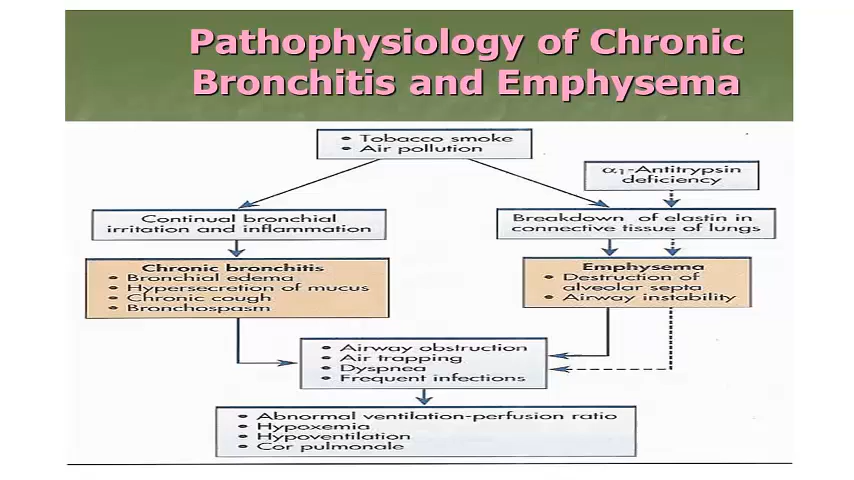 Pathophysiology of Chronic
Bronchitis and Emphysema
• Tobacco smoke
• Air pollution
α1-Antitrypsin
deficiency
Continual bronchial
irritation and inflammation
Breakdown of elastin in
connective tissue of lungs
Chronic bronchitis
• Bronchial edema
• Hypersecretion of mucus
• Chronic cough
• Bronchospasm
Emphysema
• Destruction of
alveolar septa
• Airway instability
• Airway obstruction
• Air trapping
• Dyspnea
• Frequent infections
• Abnormal ventilation-perfusion ratio
• Hypoxemia
• Hypoventilation
• Cor pulmonale